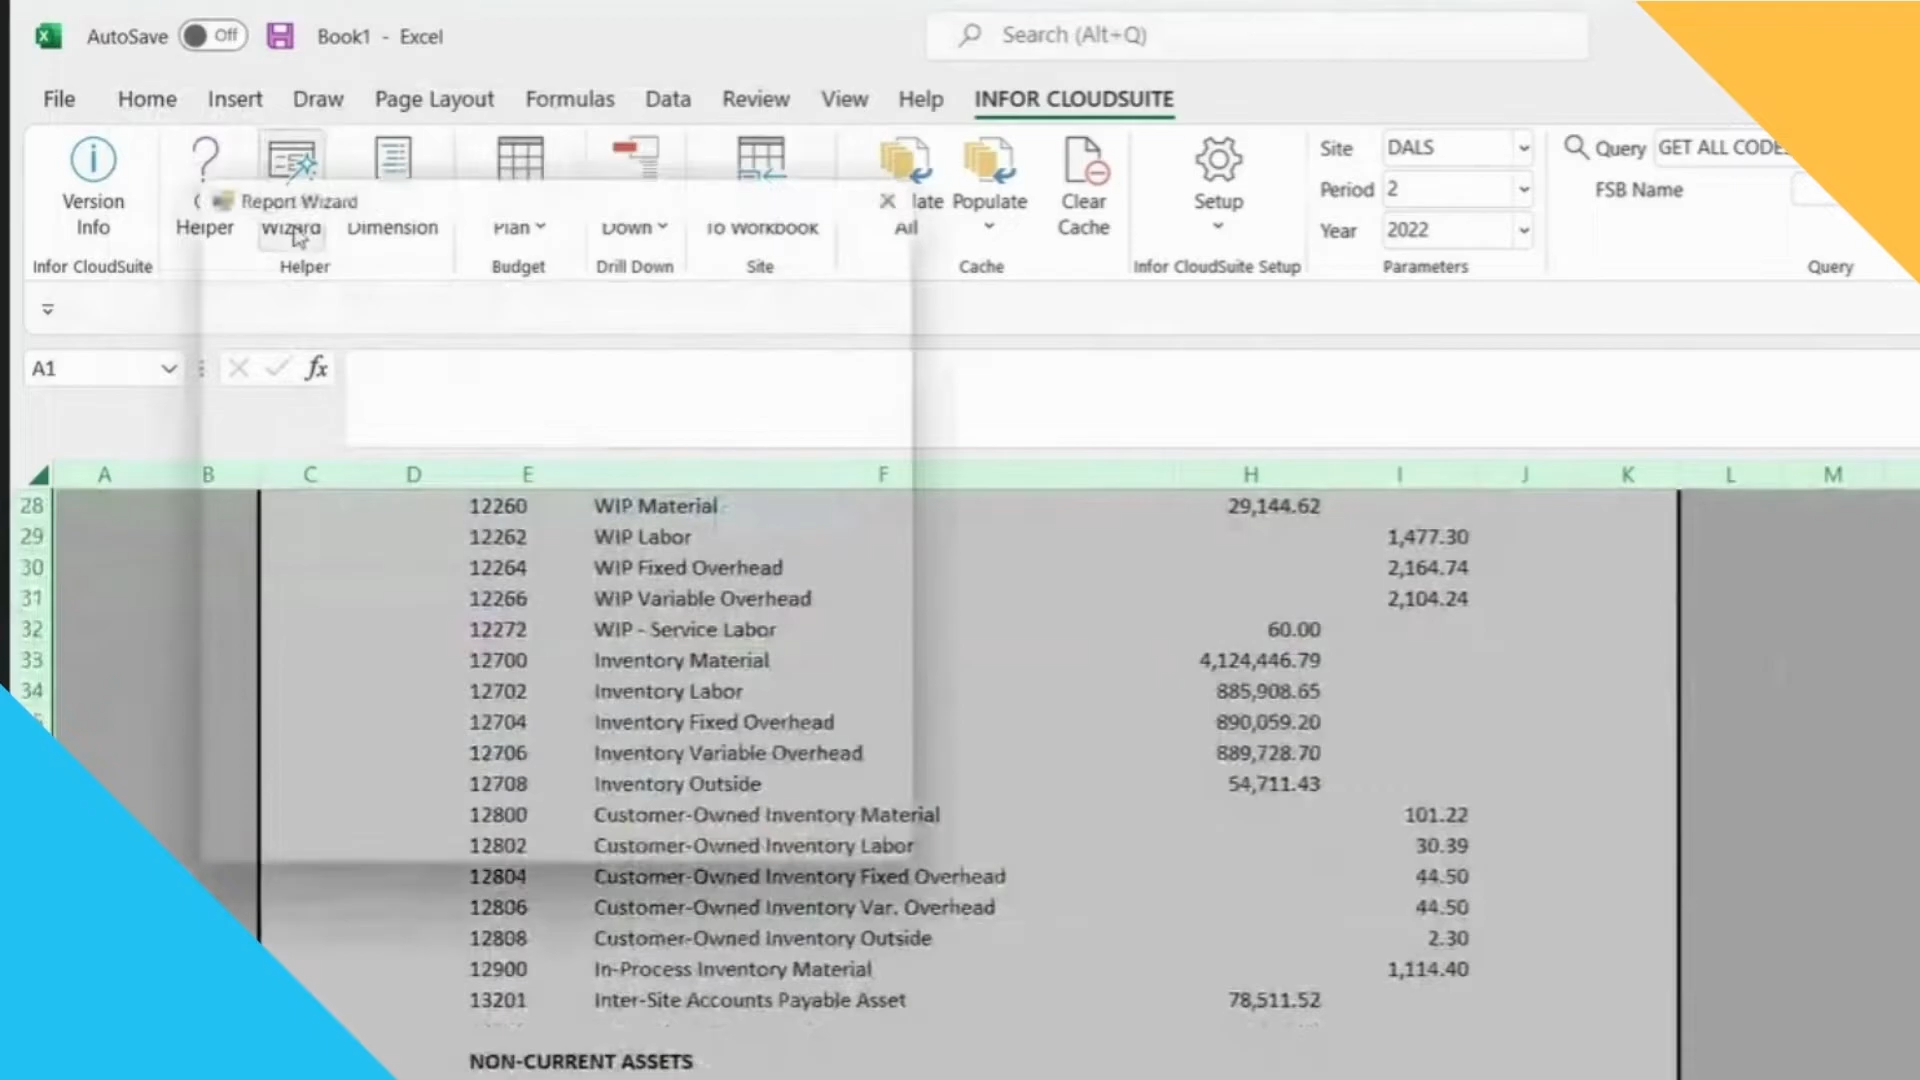 AutoSave Off Book1 - Excel Search (Alt+Q)
File Home Insert Draw Page Layout Formulas Data Review View Help INFOR CLOUDSUITE
Version Info
Infor CloudSuite
Helper Wizard Dimension
Helper
Report Wizard
Plan
Budget
Down
Drill Down
To Workbook
Site
late All Populate Clear Cache
Cache
Setup
Infor CloudSuite Setup
Site DALS
Period 2
Year 2022
Parameters
Query GET ALL CODE
FSB Name
Query
A1 fx
A B C D E F H I J K L M
28 12260 WIP Material 29,144.62
29 12262 WIP Labor 1,477.30
30 12264 WIP Fixed Overhead 2,164.74
31 12266 WIP Variable Overhead 2,104.24
32 12272 WIP - Service Labor 60.00
33 12700 Inventory Material 4,124,446.79
34 12702 Inventory Labor 885,908.65
12704 Inventory Fixed Overhead 890,059.20
12706 Inventory Variable Overhead 889,728.70
12708 Inventory Outside 54,711.43
12800 Customer-Owned Inventory Material 101.22
12802 Customer-Owned Inventory Labor 30.39
12804 Customer-Owned Inventory Fixed Overhead 44.50
12806 Customer-Owned Inventory Var. Overhead 44.50
12808 Customer-Owned Inventory Outside 2.30
12900 In-Process Inventory Material 1,114.40
13201 Inter-Site Accounts Payable Asset 78,511.52
NON-CURRENT ASSETS